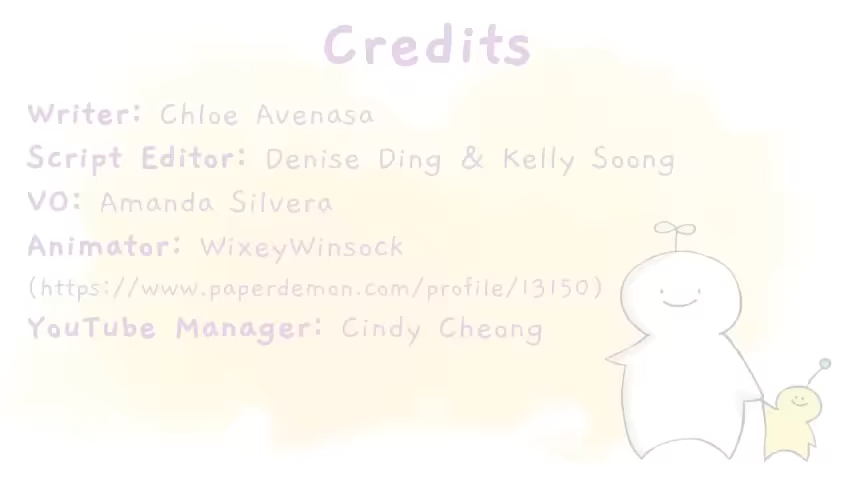 Credits
Writer: Chloe Avenasa
Script Editor: Denise Ding & Kelly Soong
VO: Amanda Silvera
Animator: WixeyWinsock
(https://www.paperdemon.com/profile/13150)
YouTube Manager: Cindy Cheong